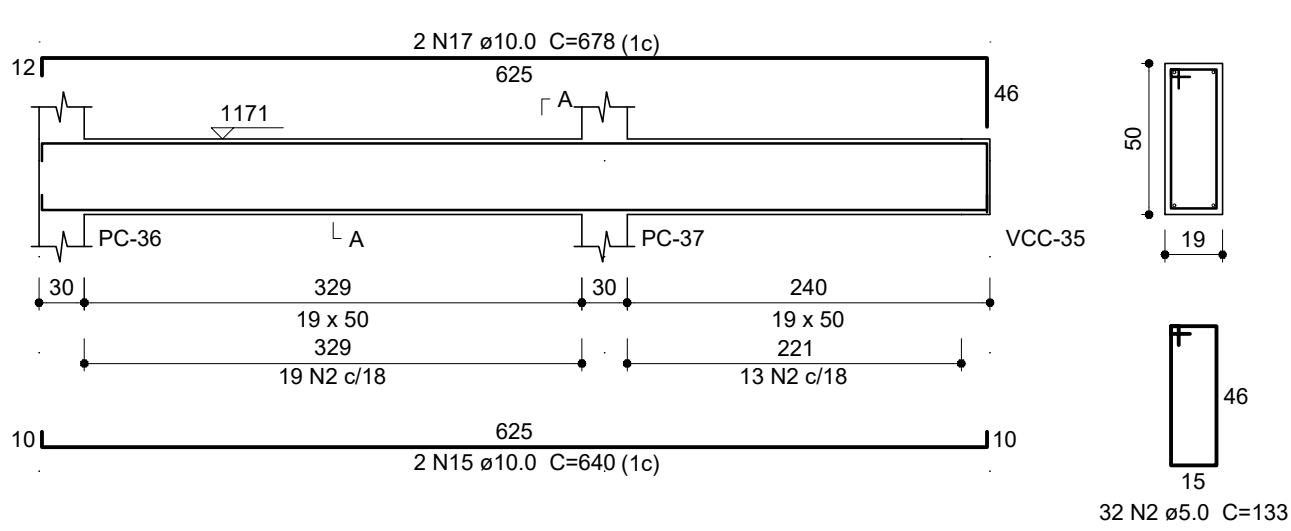 2 N17 ø10.0 C=678 (1c)
12
625
46
A
1171
50
A
PC-36
PC-37
VCC-35
19
30
329
30
240
19 x 50
19 x 50
329
221
19 N2 c/18
13 N2 c/18
46
10
625
10
2 N15 ø10.0 C=640 (1c)
15
32 N2 ø5.0 C=133